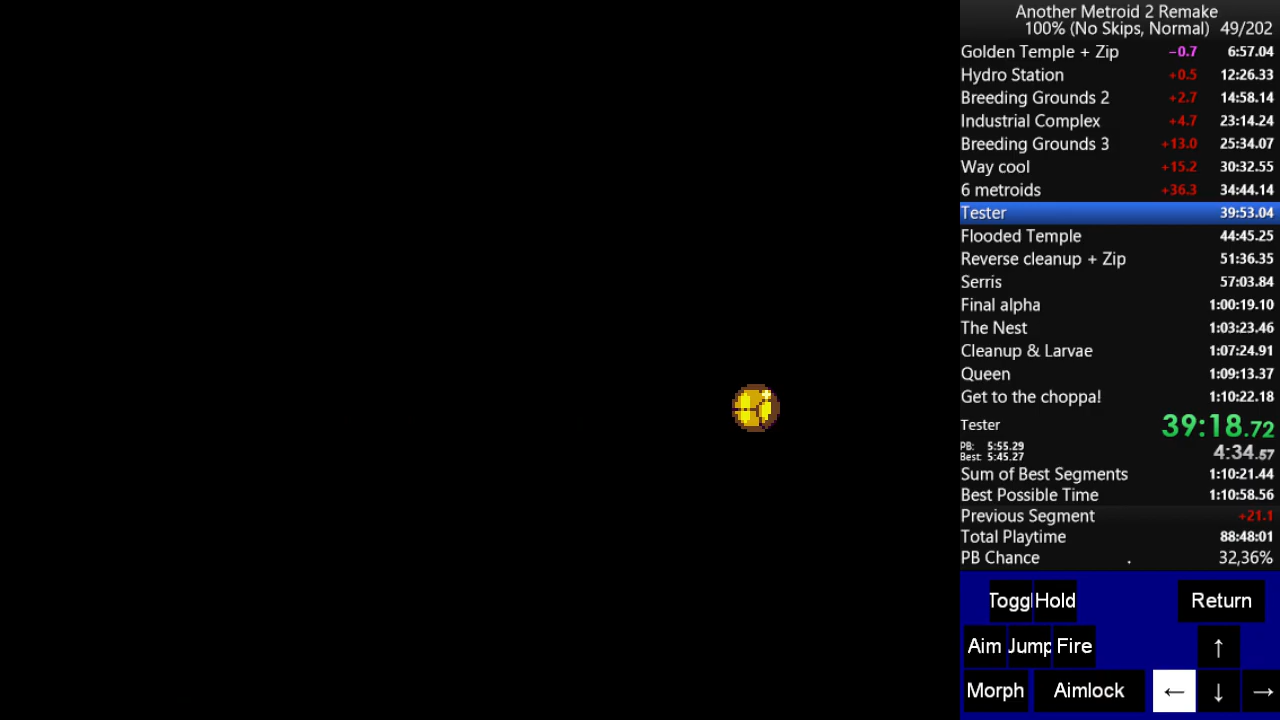 Another Metroid 2 Remake
100% (No Skips, Normal) 49/202
Golden Temple + Zip −0.7 6:57.04
Hydro Station +0.5 12:26.33
Breeding Grounds 2 +2.7 14:58.14
Industrial Complex +4.7 23:14.24
Breeding Grounds 3 +13.0 25:34.07
Way cool +15.2 30:32.55
6 metroids +36.3 34:44.14
Tester 39:53.04
Flooded Temple 44:45.25
Reverse cleanup + Zip 51:36.35
Serris 57:03.84
Final alpha 1:00:19.10
The Nest 1:03:23.46
Cleanup & Larvae 1:07:24.91
Queen 1:09:13.37
Get to the choppa! 1:10:22.18
Tester 39:18.72
PB: 5:55.29
Best: 5:45.27 4:34.57
Sum of Best Segments 1:10:21.44
Best Possible Time 1:10:58.56
Previous Segment +21.1
Total Playtime 88:48:01
PB Chance . 32,36%
Togg Hold Return
Aim Jump Fire ↑
Morph Aimlock ← ↓ →